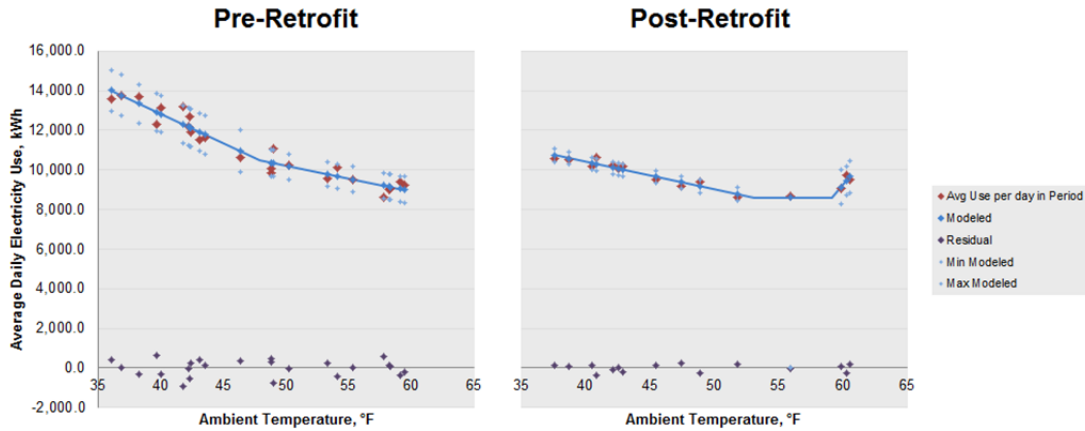 Pre-Retrofit
Post-Retrofit
Average Daily Electricity Use, kWh
16,000.0
14,000.0
12,000.0
10,000.0
8,000.0
6,000.0
4,000.0
2,000.0
0.0
-2,000.0
35 40 45 50 55 60 65
Ambient Temperature, °F
35 40 45 50 55 60 65
Ambient Temperature, °F
Avg Use per day in Period
Modeled
Residual
Min Modeled
Max Modeled